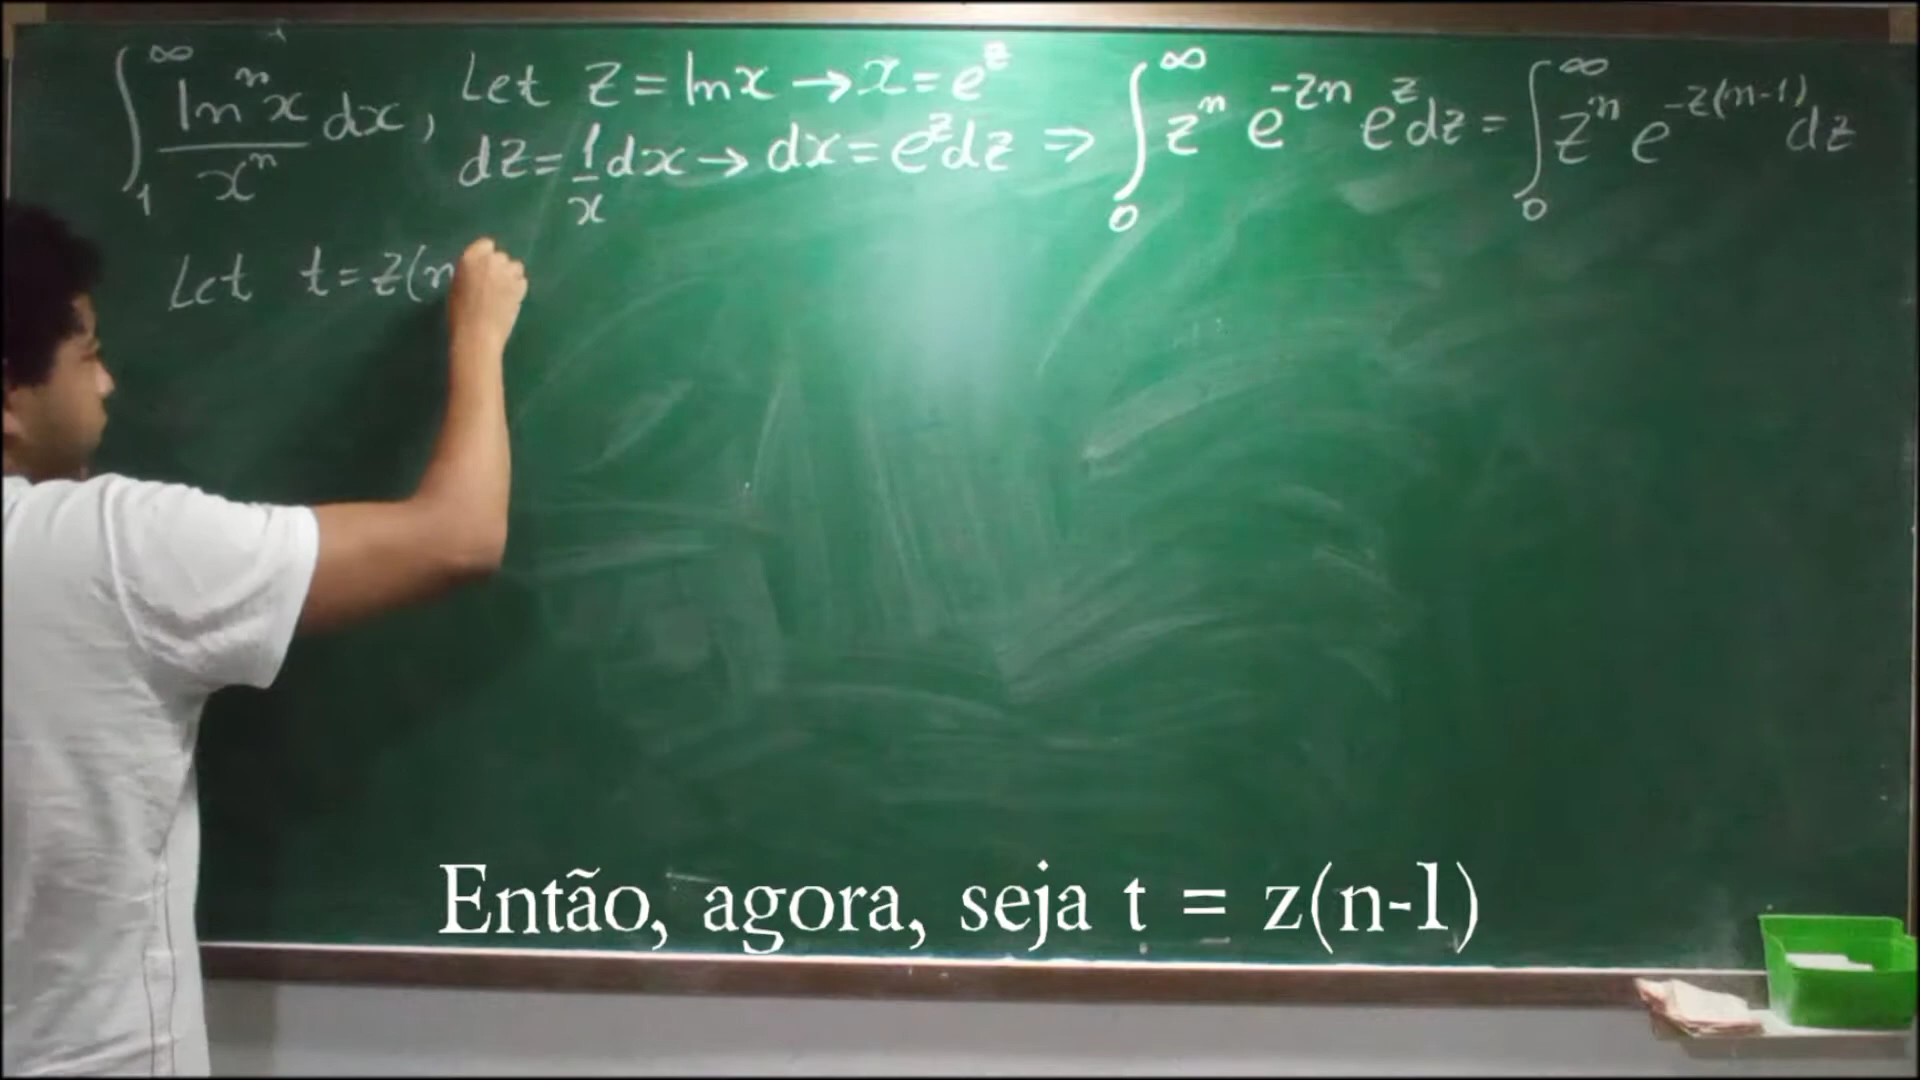 ∫₁^∞ lnⁿx/xⁿ dx, Let z = lnx → x = e^z
dz = 1/x dx → dx = e^z dz ⇒ ∫₀^∞ zⁿ e^{-zn} e^z dz = ∫₀^∞ zⁿ e^{-z(n-1)} dz
Let t = z(n
Então, agora, seja t = z(n-1)